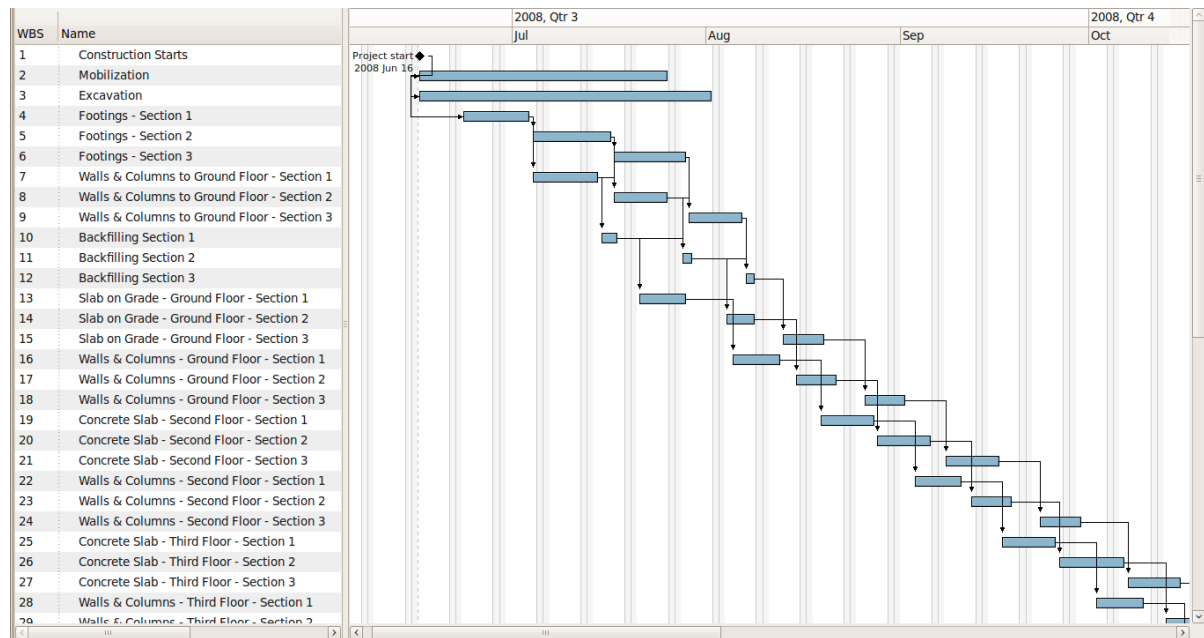 2008, Qtr 3 2008, Qtr 4
WBS Name Jul Aug Sep Oct
1 Construction Starts
Project start
2008 Jun 16
2 Mobilization
3 Excavation
4 Footings - Section 1
5 Footings - Section 2
6 Footings - Section 3
7 Walls & Columns to Ground Floor - Section 1
8 Walls & Columns to Ground Floor - Section 2
9 Walls & Columns to Ground Floor - Section 3
10 Backfilling Section 1
11 Backfilling Section 2
12 Backfilling Section 3
13 Slab on Grade - Ground Floor - Section 1
14 Slab on Grade - Ground Floor - Section 2
15 Slab on Grade - Ground Floor - Section 3
16 Walls & Columns - Ground Floor - Section 1
17 Walls & Columns - Ground Floor - Section 2
18 Walls & Columns - Ground Floor - Section 3
19 Concrete Slab - Second Floor - Section 1
20 Concrete Slab - Second Floor - Section 2
21 Concrete Slab - Second Floor - Section 3
22 Walls & Columns - Second Floor - Section 1
23 Walls & Columns - Second Floor - Section 2
24 Walls & Columns - Second Floor - Section 3
25 Concrete Slab - Third Floor - Section 1
26 Concrete Slab - Third Floor - Section 2
27 Concrete Slab - Third Floor - Section 3
28 Walls & Columns - Third Floor - Section 1
29 Walls & Columns - Third Floor - Section 2